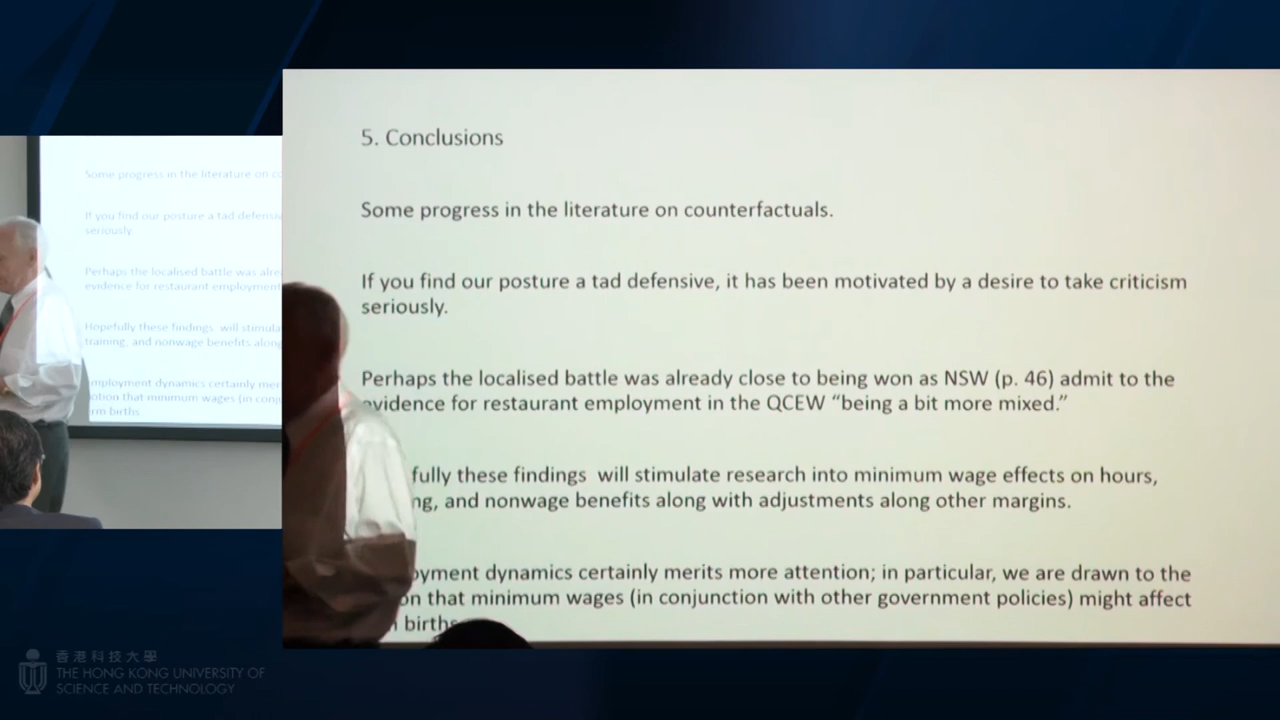 5. Conclusions
Some progress in the literature on counterfactuals.
If you find our posture a tad defensive, it has been motivated by a desire to take criticism
seriously.
Perhaps the localised battle was already close to being won as NSW (p. 46) admit to the
evidence for restaurant employment in the QCEW “being a bit more mixed.”
fully these findings will stimulate research into minimum wage effects on hours,
ng, and nonwage benefits along with adjustments along other margins.
oyment dynamics certainly merits more attention; in particular, we are drawn to the
on that minimum wages (in conjunction with other government policies) might affect
births
Some progress in the literature on co
If you find our posture a tad defensi
seriously.
Perhaps the localised battle was alre
evidence for restaurant employment
Hopefully these findings will stimula
training, and nonwage benefits along
mployment dynamics certainly mer
otion that minimum wages (in conj
rm births
香港科技大學
THE HONG KONG UNIVERSITY OF
SCIENCE AND TECHNOLOGY